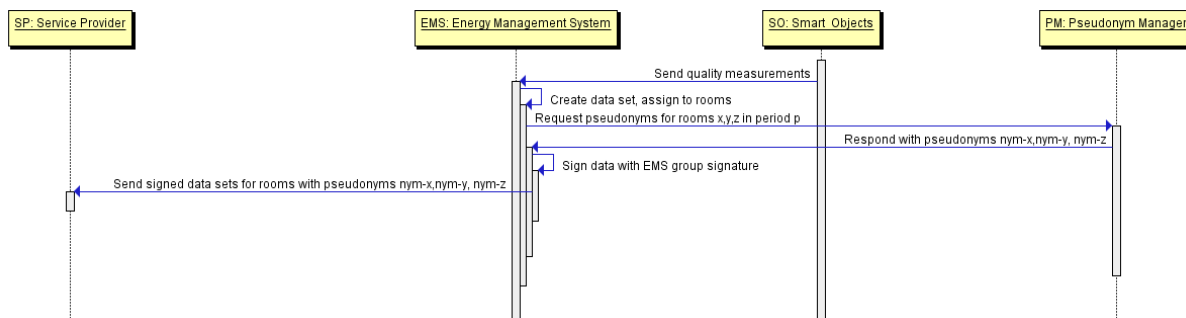 SP: Service Provider
EMS: Energy Management System
SO: Smart Objects
PM: Pseudonym Manager
Send quality measurements
Create data set, assign to rooms
Request pseudonyms for rooms x,y,z in period p
Respond with pseudonyms nym-x,nym-y, nym-z
Sign data with EMS group signature
Send signed data sets for rooms with pseudonyms nym-x,nym-y, nym-z